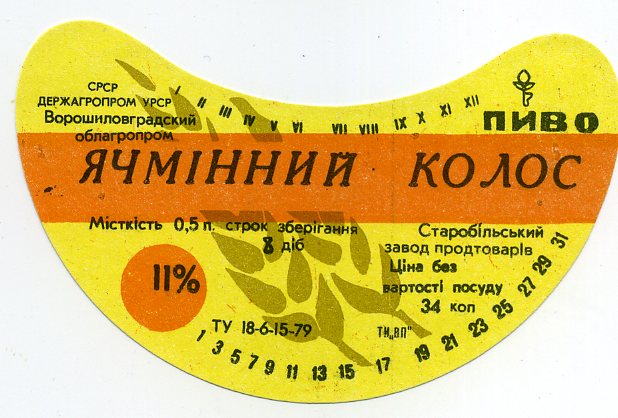 СРСР
ДЕРЖАГРОПРОМ УРСР
Ворошиловградский
облагропром
I II III IV V VI VII VIII IX X XI XII
ПИВО
ЯЧМІННИЙ КОЛОС
Місткість 0,5 л. строк зберігання
8 діб
Старобільський
завод продтоварів
Ціна без
вартості посуду
34 коп
11%
ТУ 18-6-15-79
ТИ„ВП"
1 3 5 7 9 11 13 15 17 19 21 23 25 27 29 31